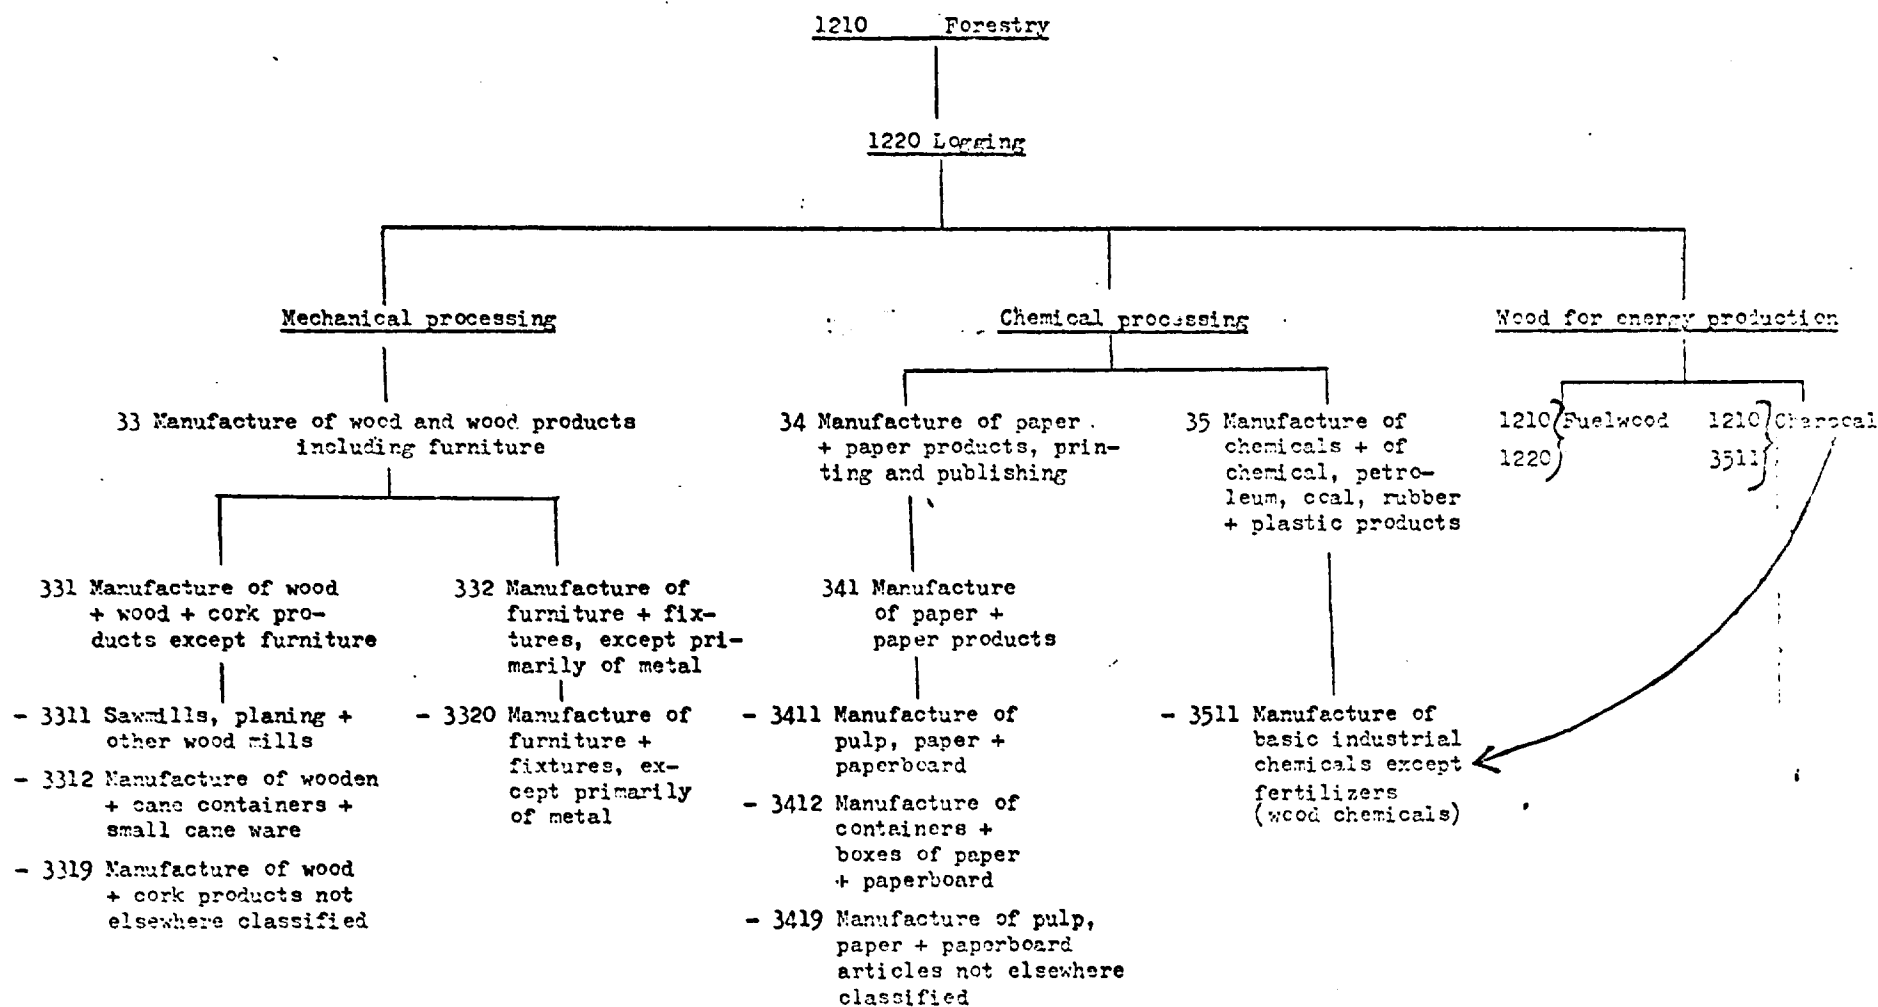 1210 Forestry
1220 Logging
Mechanical processing
Chemical processing
Wood for energy production
33 Manufacture of wood and wood products
including furniture
34 Manufacture of paper
+ paper products, prin-
ting and publishing
35 Manufacture of
chemicals + of
chemical, petro-
leum, coal, rubber
+ plastic products
1210 } Fuelwood
1220
1210 } Charcoal
3511
331 Manufacture of wood
+ wood + cork pro-
ducts except furniture
332 Manufacture of
furniture + fix-
tures, except pri-
marily of metal
341 Manufacture
of paper +
paper products
- 3311 Sawmills, planing +
other wood mills
- 3312 Manufacture of wooden
+ cane containers +
small cane ware
- 3319 Manufacture of wood
+ cork products not
elsewhere classified
- 3320 Manufacture of
furniture +
fixtures, ex-
cept primarily
of metal
- 3411 Manufacture of
pulp, paper +
paperboard
- 3412 Manufacture of
containers +
boxes of paper
+ paperboard
- 3419 Manufacture of pulp,
paper + paperboard
articles not elsewhere
classified
- 3511 Manufacture of
basic industrial
chemicals except
fertilizers
(wood chemicals)